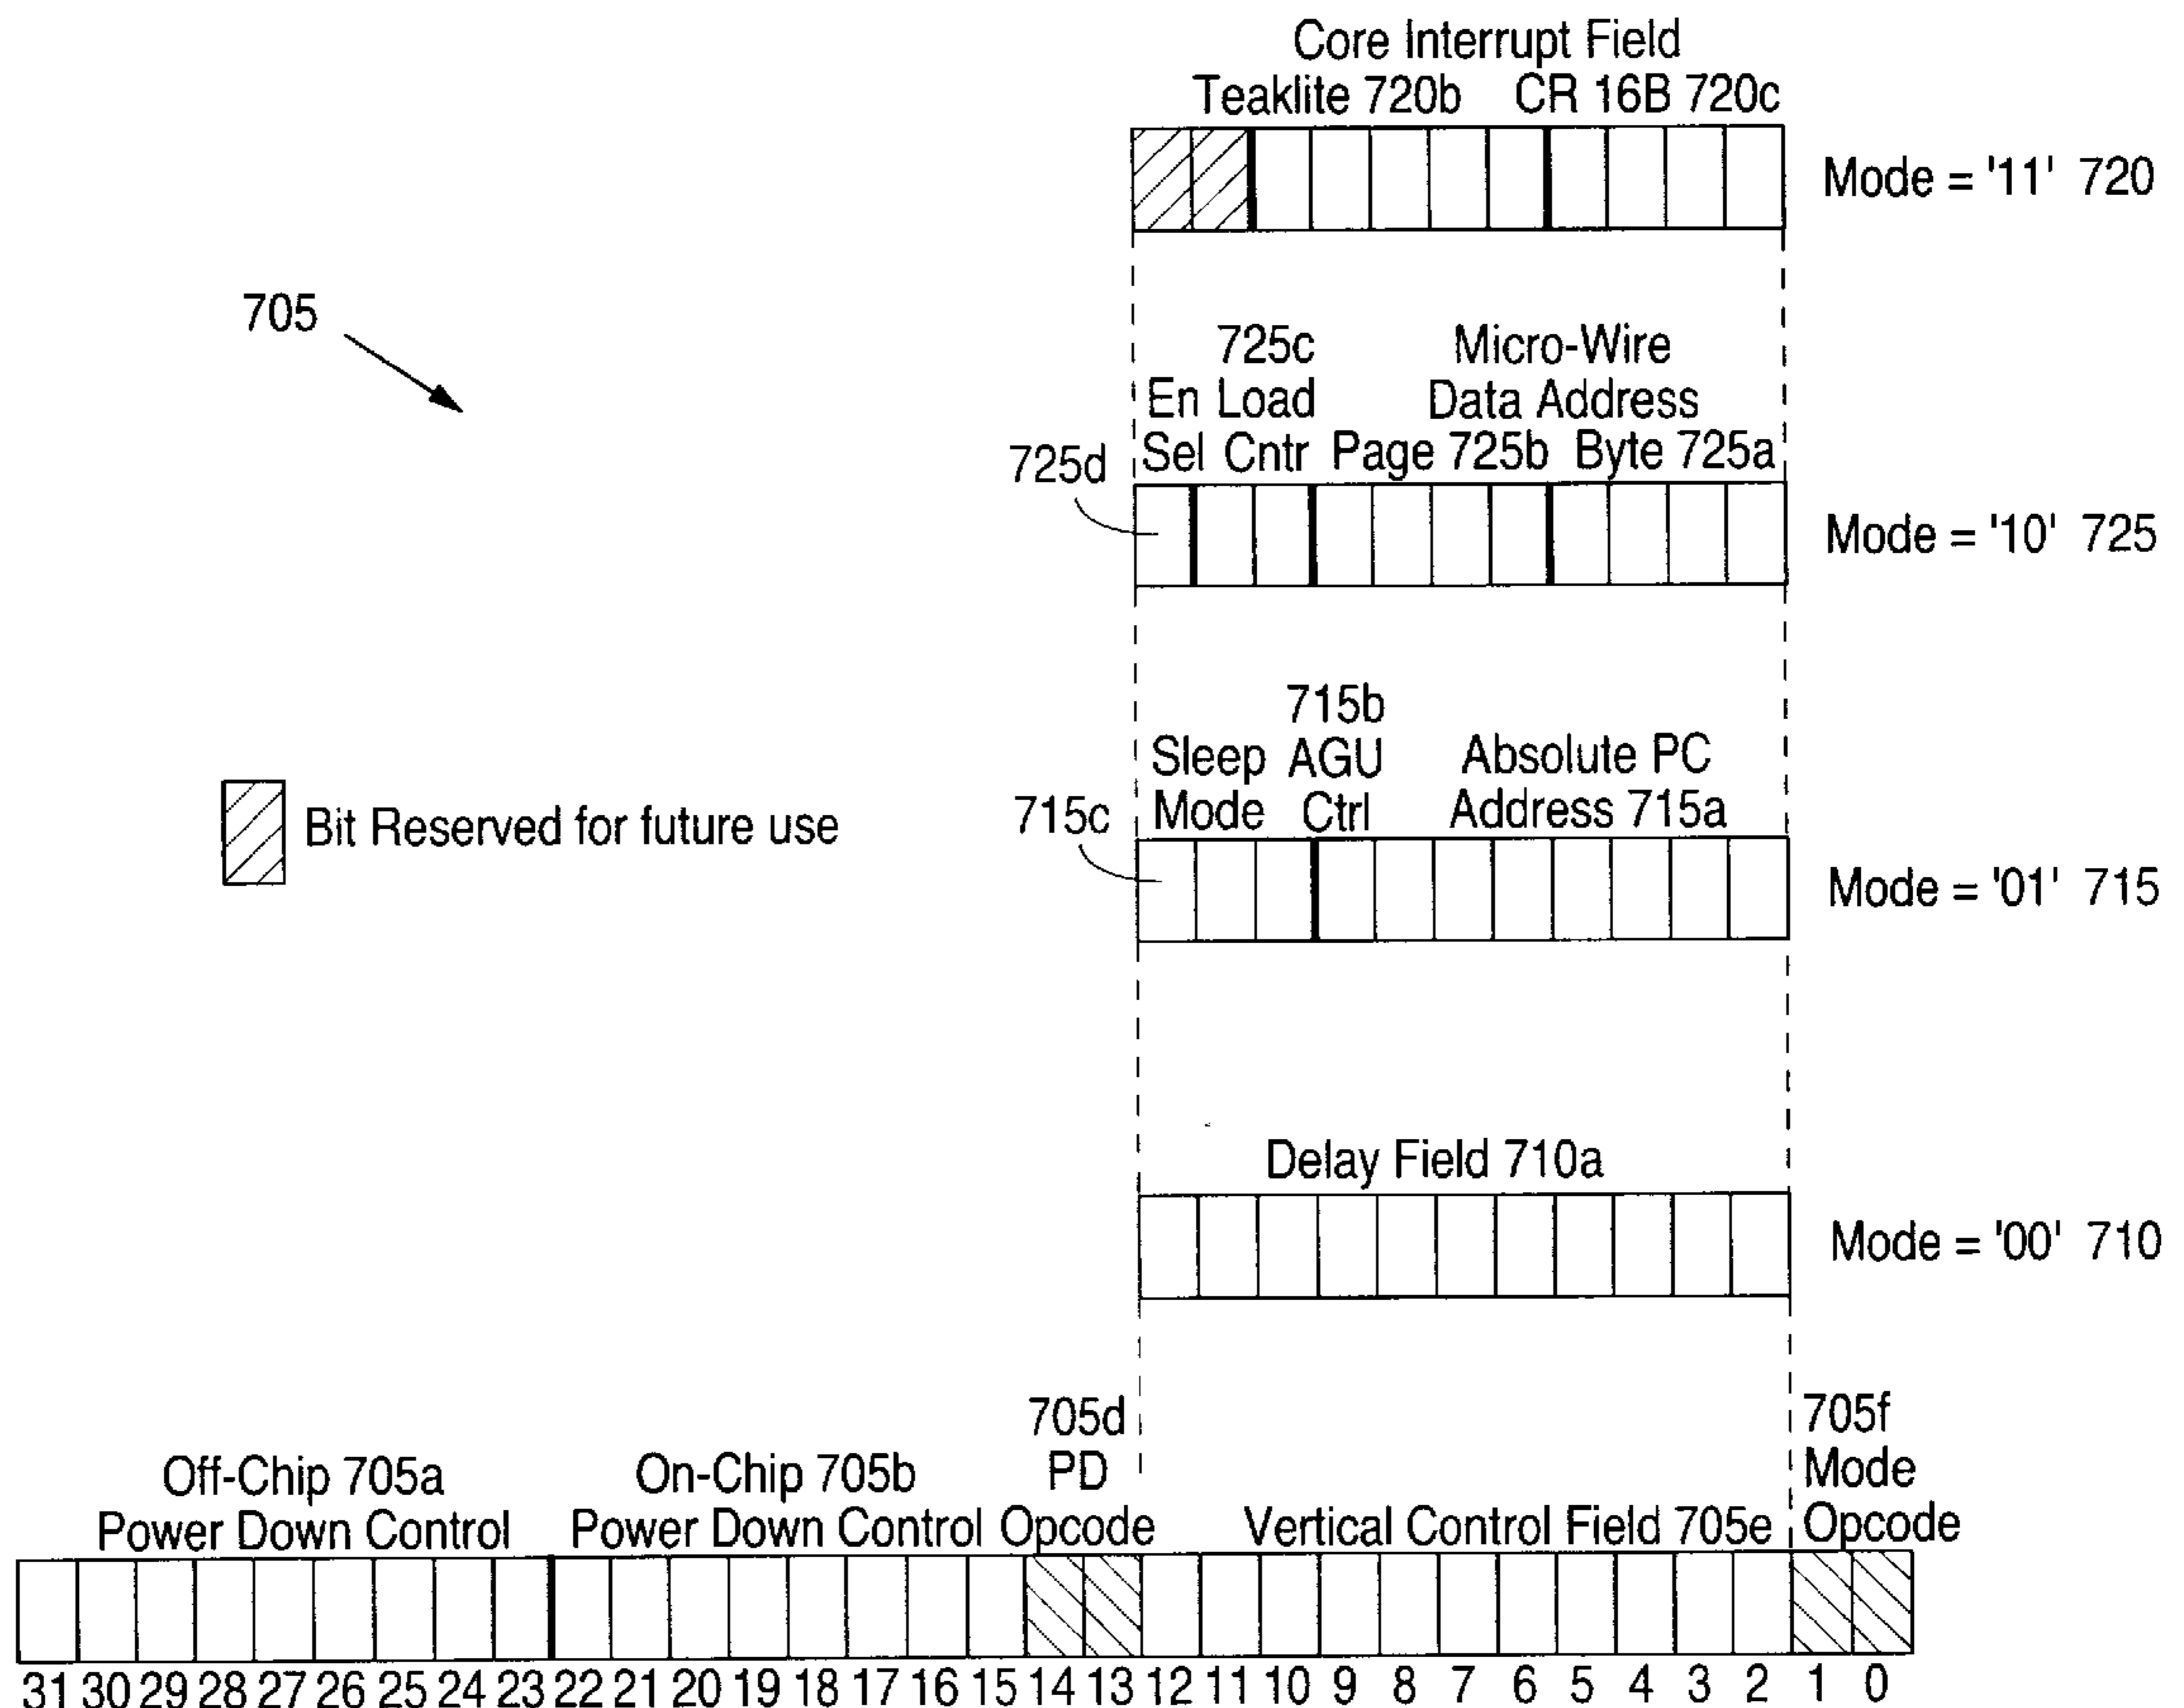 Core Interrupt Field
Teaklite 720b CR 16B 720c
Mode = '11' 720
705
725c Micro-Wire
En Load Data Address
725d Sel Cntr Page 725b Byte 725a
Mode = '10' 725
715b
Sleep AGU Absolute PC
715c Mode Ctrl Address 715a
Bit Reserved for future use
Mode = '01' 715
Delay Field 710a
Mode = '00' 710
705d 705f
Off-Chip 705a On-Chip 705b PD Mode
Power Down Control Power Down Control Opcode Vertical Control Field 705e Opcode
31 30 29 28 27 26 25 24 23 22 21 20 19 18 17 16 15 14 13 12 11 10 9 8 7 6 5 4 3 2 1 0